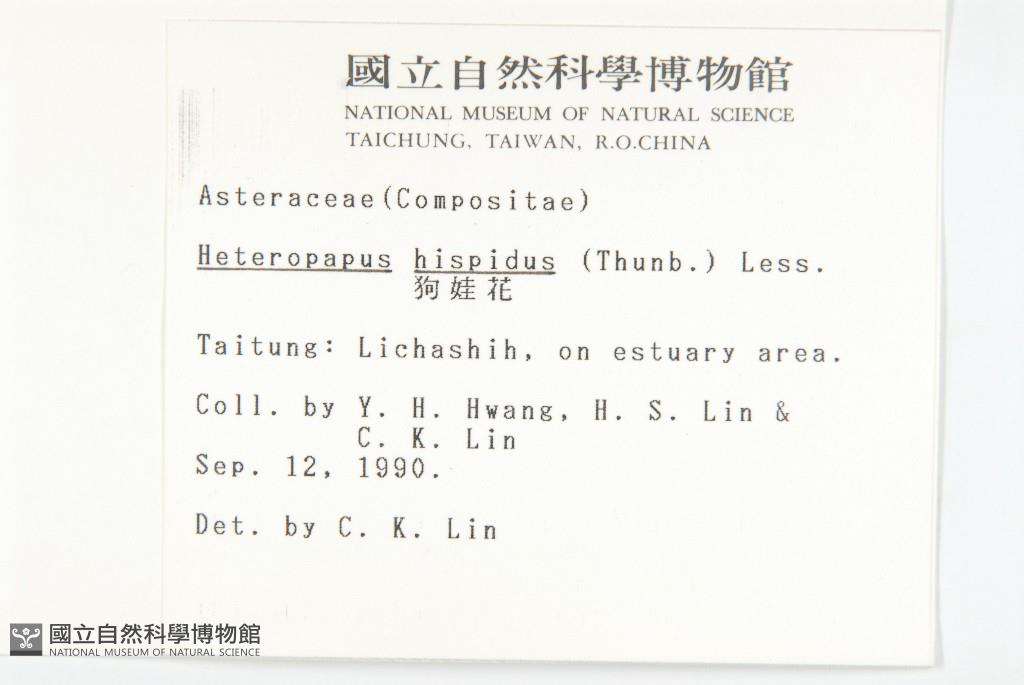 國立自然科學博物館
NATIONAL MUSEUM OF NATURAL SCIENCE
TAICHUNG, TAIWAN, R.O.CHINA
Asteraceae(Compositae)
Heteropapus hispidus (Thunb.) Less.
狗娃花
Taitung: Lichashih, on estuary area.
Coll. by Y. H. Hwang, H. S. Lin &
C. K. Lin
Sep. 12, 1990.
Det. by C. K. Lin
國立自然科學博物館
NATIONAL MUSEUM OF NATURAL SCIENCE